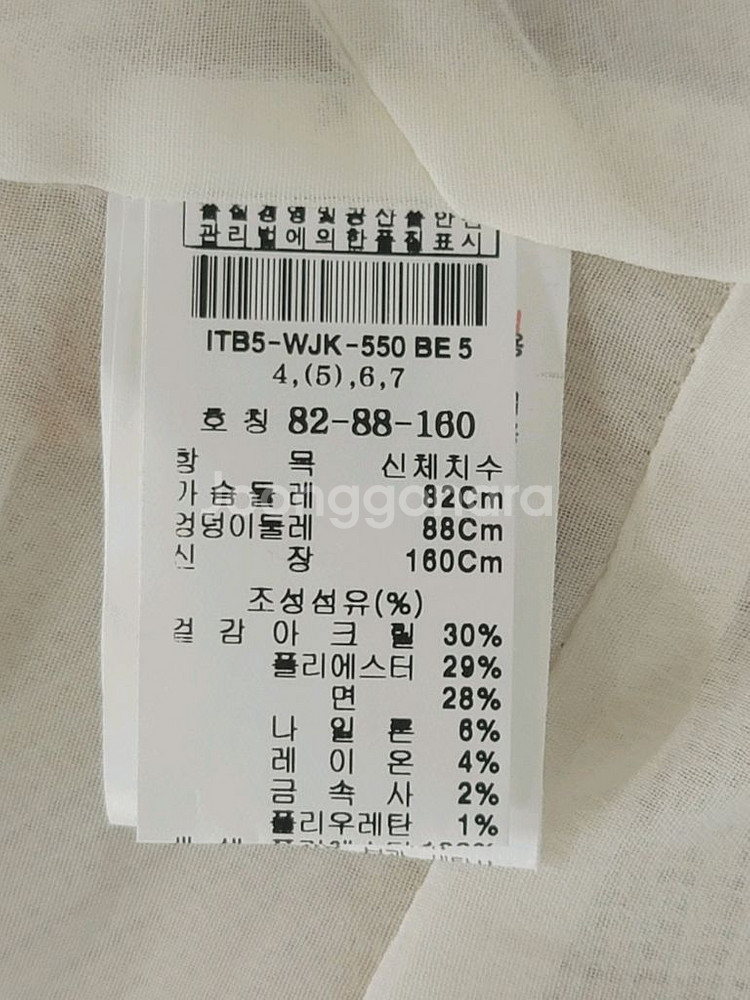 품질경영및공산품안전
관리법에의한품질표시
ITB5-WJK-550 BE 5
4,(5),6,7
호 칭 82-88-160
항 목 신체치수
가슴둘레 82Cm
엉덩이둘레 88Cm
신 장 160Cm
조성섬유(%)
겉 감 아 크 릴 30%
폴리에스터 29%
면 28%
나 일 론 6%
레 이 온 4%
금 속 사 2%
폴리우레탄 1%
Joonggonara